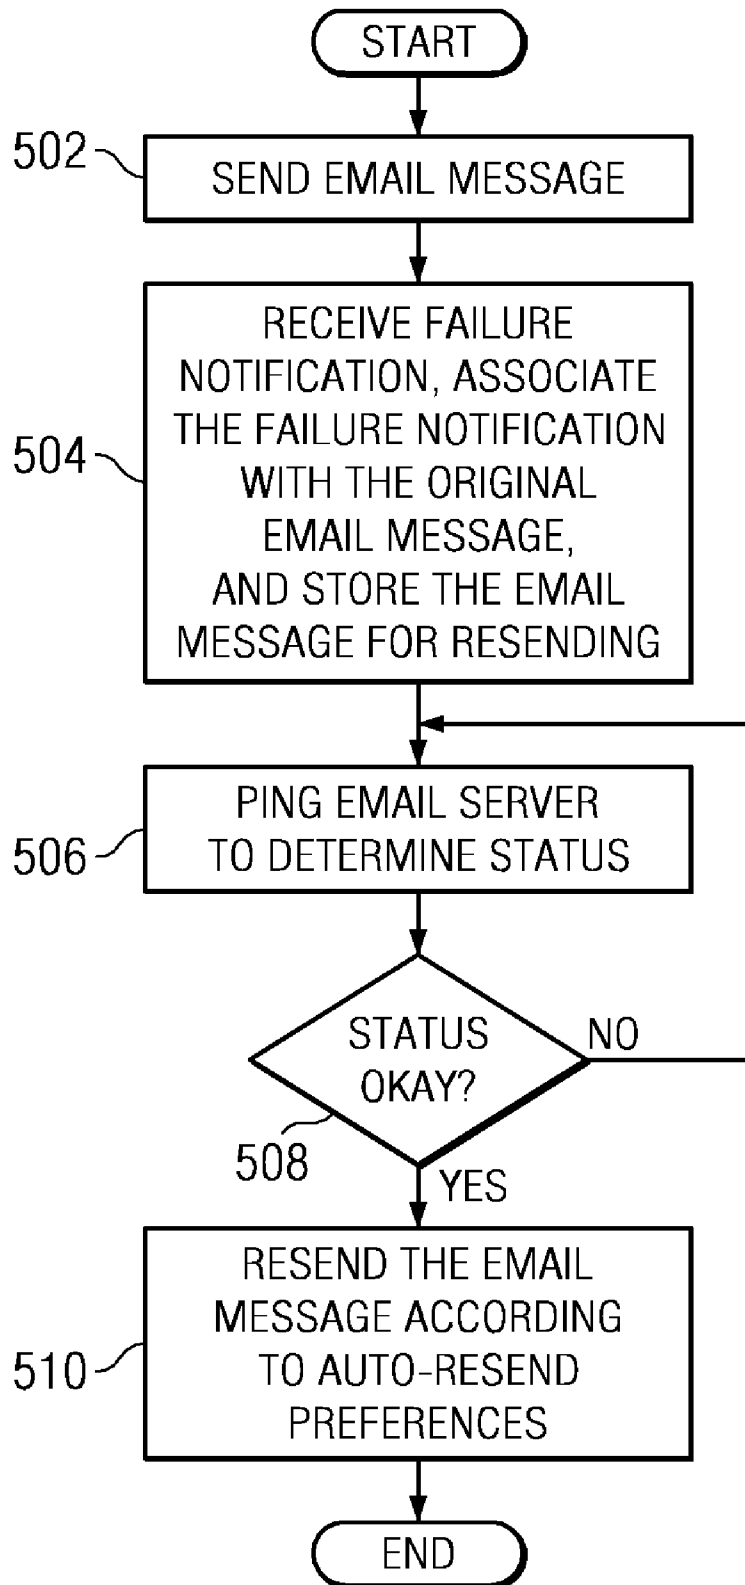 START
502
SEND EMAIL MESSAGE
504
RECEIVE FAILURE
NOTIFICATION, ASSOCIATE
THE FAILURE NOTIFICATION
WITH THE ORIGINAL
EMAIL MESSAGE,
AND STORE THE EMAIL
MESSAGE FOR RESENDING
506
PING EMAIL SERVER
TO DETERMINE STATUS
STATUS
OKAY?
NO
508
YES
510
RESEND THE EMAIL
MESSAGE ACCORDING
TO AUTO-RESEND
PREFERENCES
END